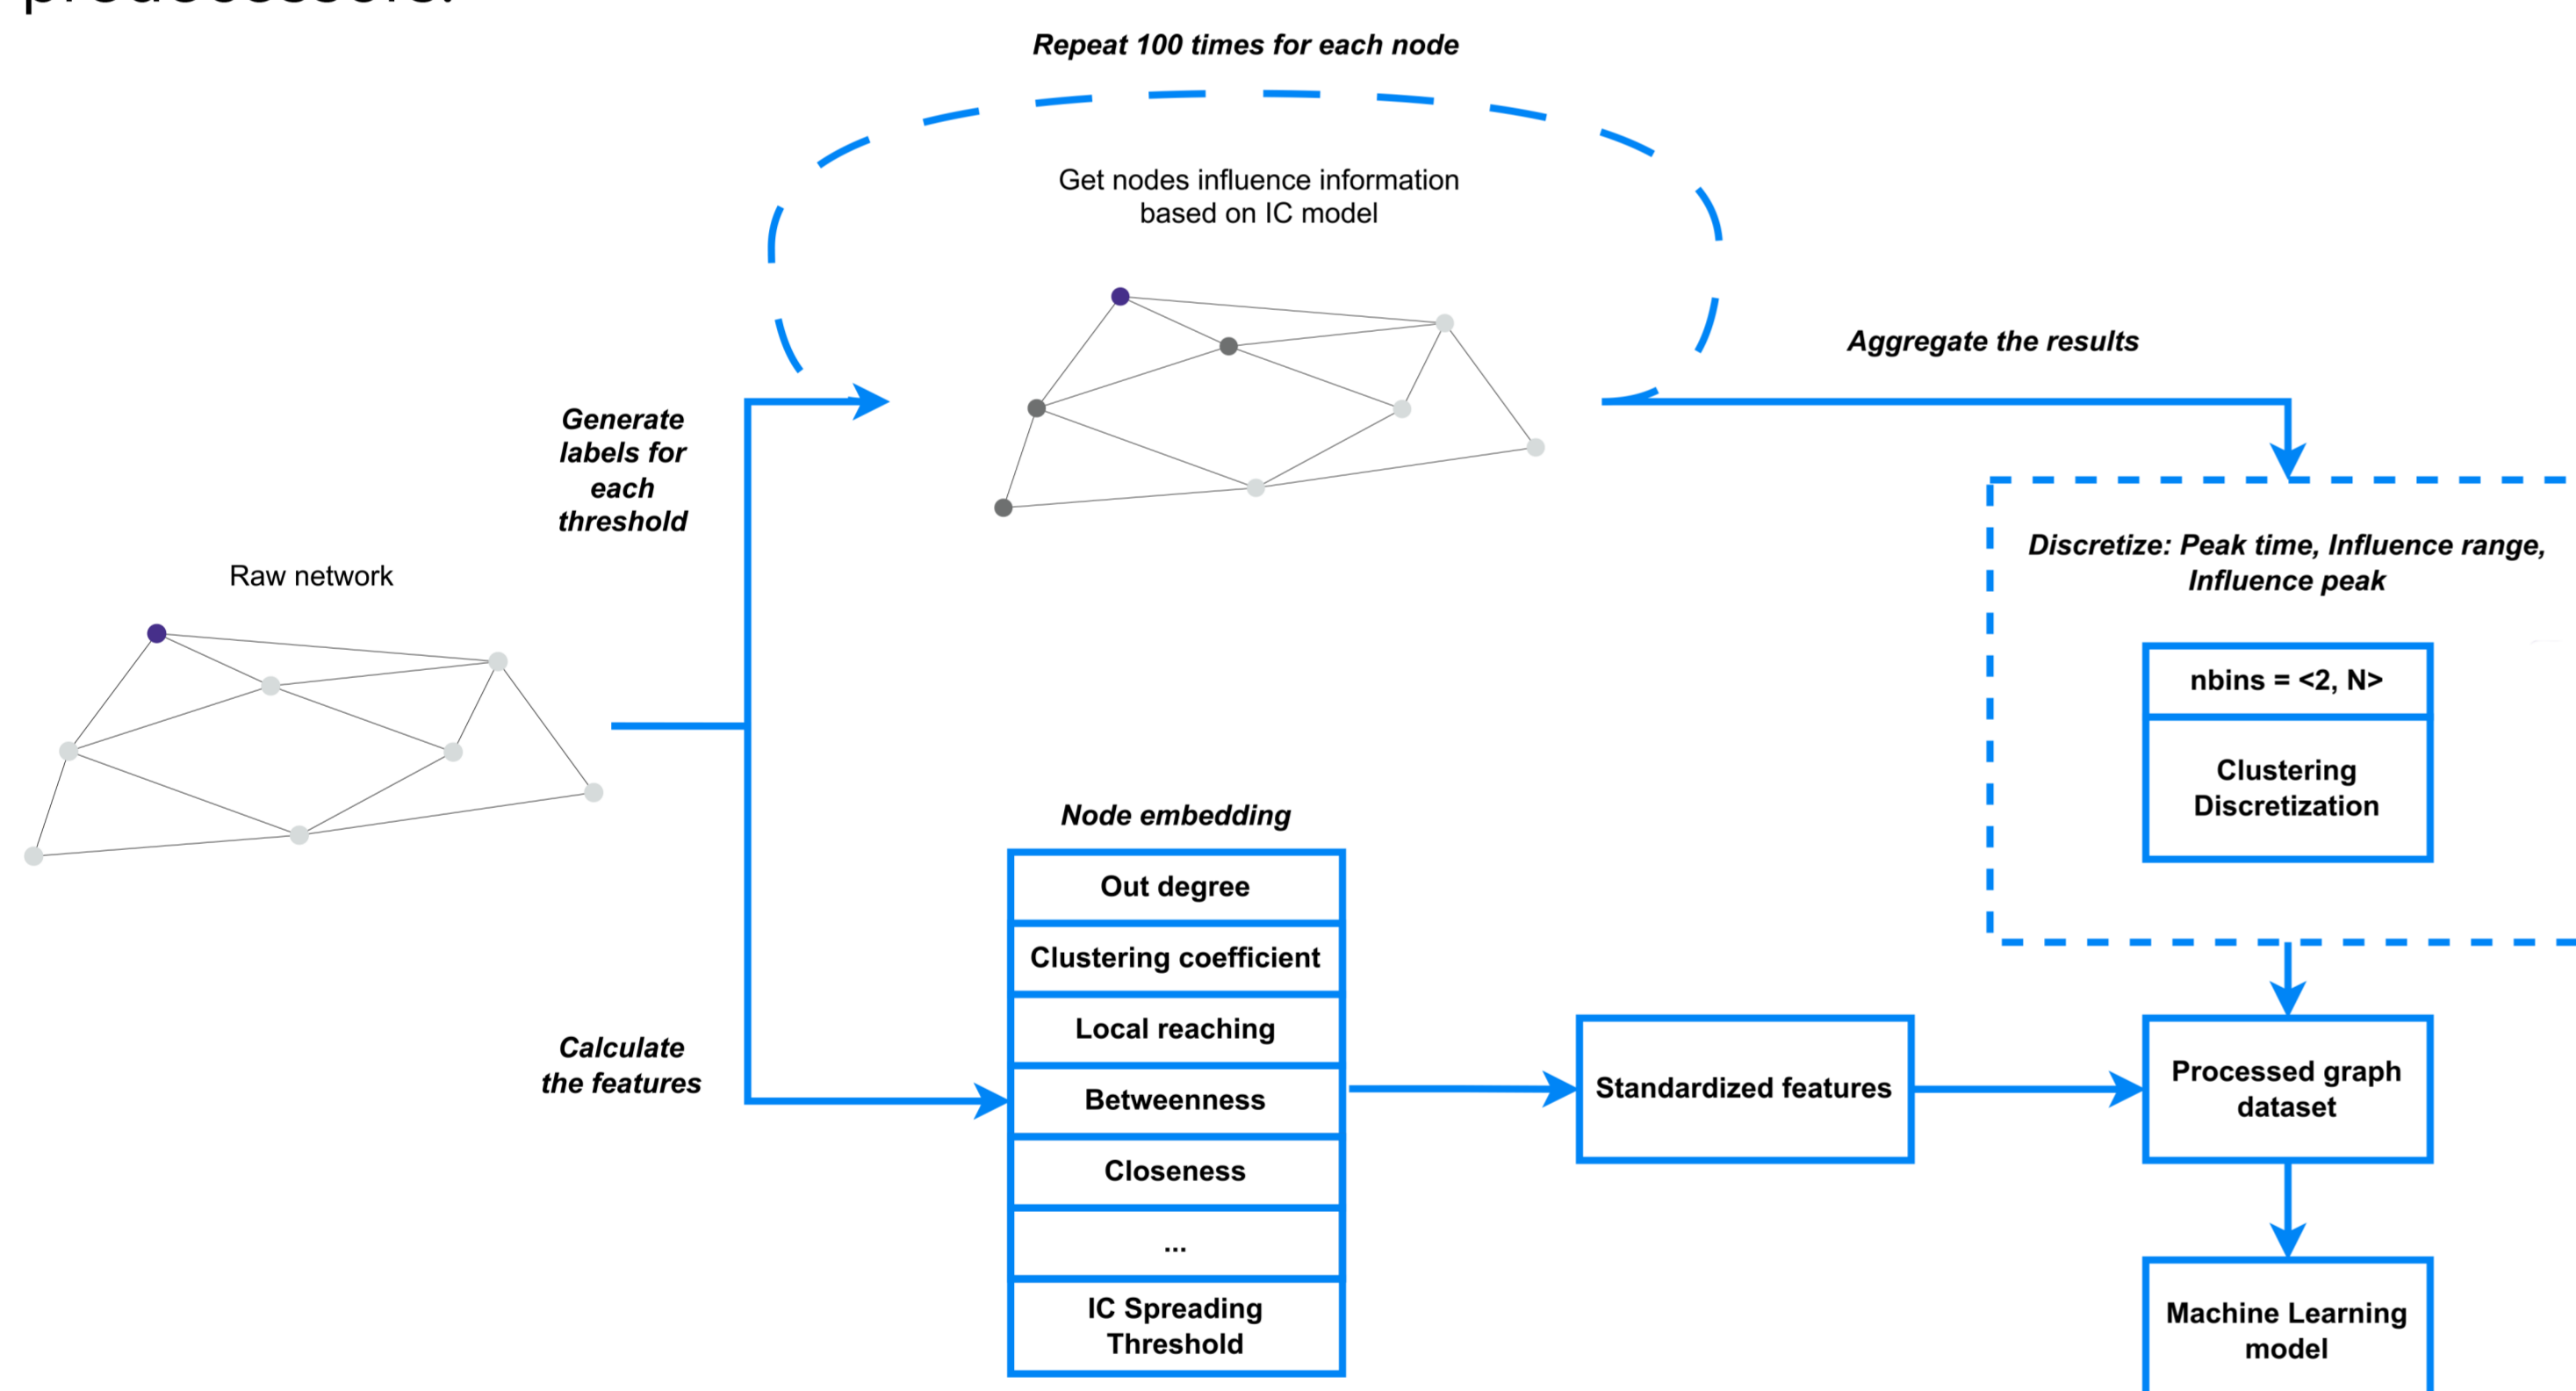 Repeat 100 times for each node
Get nodes influence information
based on IC model
Aggregate the results
Generate
labels for
each
threshold
Raw network
Discretize: Peak time, Influence range,
Influence peak
nbins = <2, N>
Clustering
Discretization
Node embedding
Out degree
Clustering coefficient
Local reaching
Betweenness
Closeness
...
IC Spreading
Threshold
Calculate
the features
Standardized features
Processed graph
dataset
Machine Learning
model